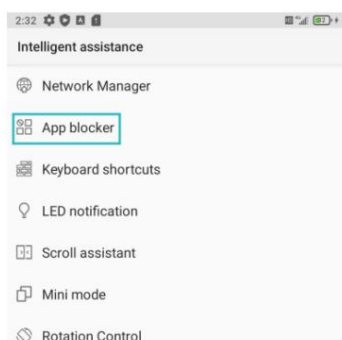 2:32
Intelligent assistance
Network Manager
App blocker
Keyboard shortcuts
LED notification
Scroll assistant
Mini mode
Rotation Control